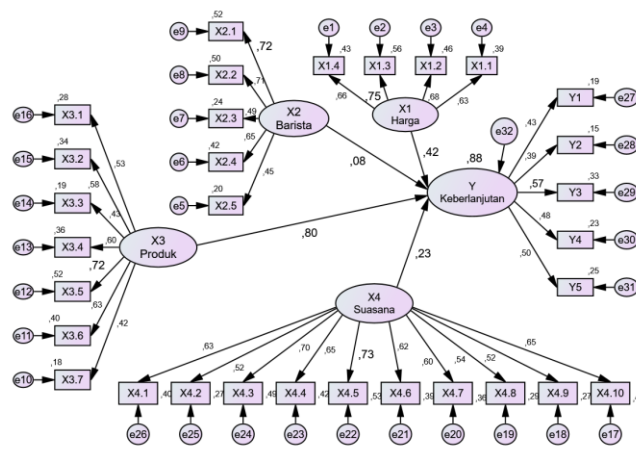 e1 e2 e3 e4
,43 ,56 ,46 ,39
X1.4 X1.3 X1.2 X1.1
,66 ,75 ,68 ,63
X1
Harga
,42
e9 X2.1 ,52 ,72
e8 X2.2 ,50 ,71
e7 X2.3 ,24 ,49
e6 X2.4 ,42 ,65
e5 X2.5 ,20 ,45
X2
Barista
,08
e16 X3.1 ,28 ,53
e15 X3.2 ,34 ,58
e14 X3.3 ,19 ,43
e13 X3.4 ,36 ,60
e12 X3.5 ,52 ,72
e11 X3.6 ,40 ,63
e10 X3.7 ,18 ,42
X3
Produk
,80
e32
,88
Y
Keberlanjutan
,43 Y1 ,19 e27
,39 Y2 ,15 e28
,57 Y3 ,33 e29
,48 Y4 ,23 e30
,50 Y5 ,25 e31
,23
X4
Suasana
,63 ,52 ,70 ,65 ,73 ,62 ,60 ,54 ,52 ,65
X4.1 X4.2 X4.3 X4.4 X4.5 X4.6 X4.7 X4.8 X4.9 X4.10
,40 ,27 ,49 ,42 ,53 ,39 ,36 ,29 ,27
e26 e25 e24 e23 e22 e21 e20 e19 e18 e17